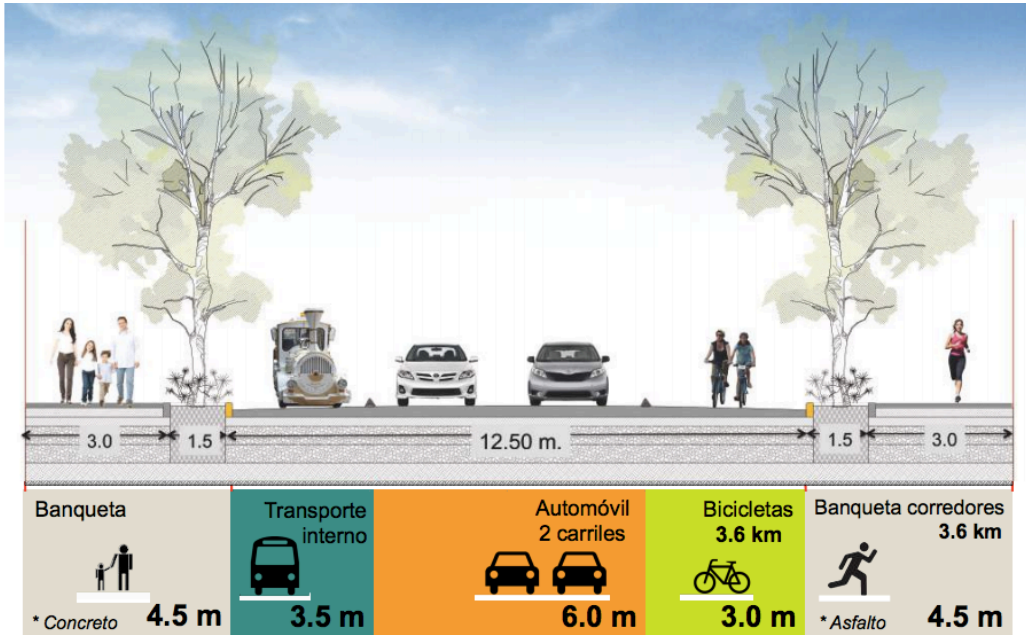 3.0
1.5
12.50 m.
1.5
3.0
Banqueta
* Concreto
4.5 m
Transporte
interno
3.5 m
Automóvil
2 carriles
6.0 m
Bicicletas
3.6 km
3.0 m
Banqueta corredores
3.6 km
* Asfalto
4.5 m